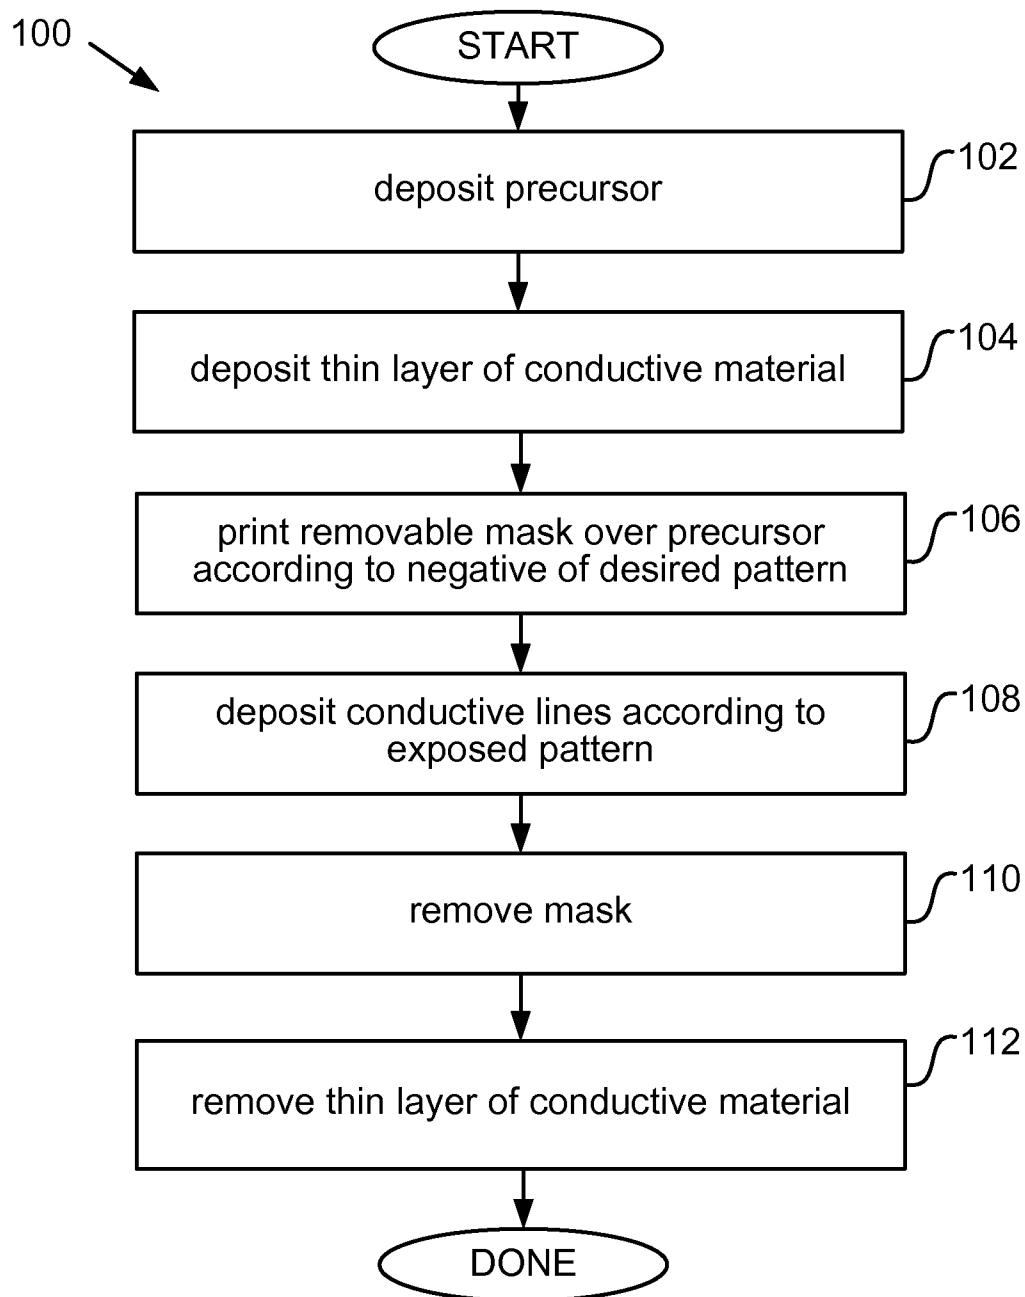 100
START
102
deposit precursor
104
deposit thin layer of conductive material
106
print removable mask over precursor
according to negative of desired pattern
108
deposit conductive lines according to
exposed pattern
110
remove mask
112
remove thin layer of conductive material
DONE